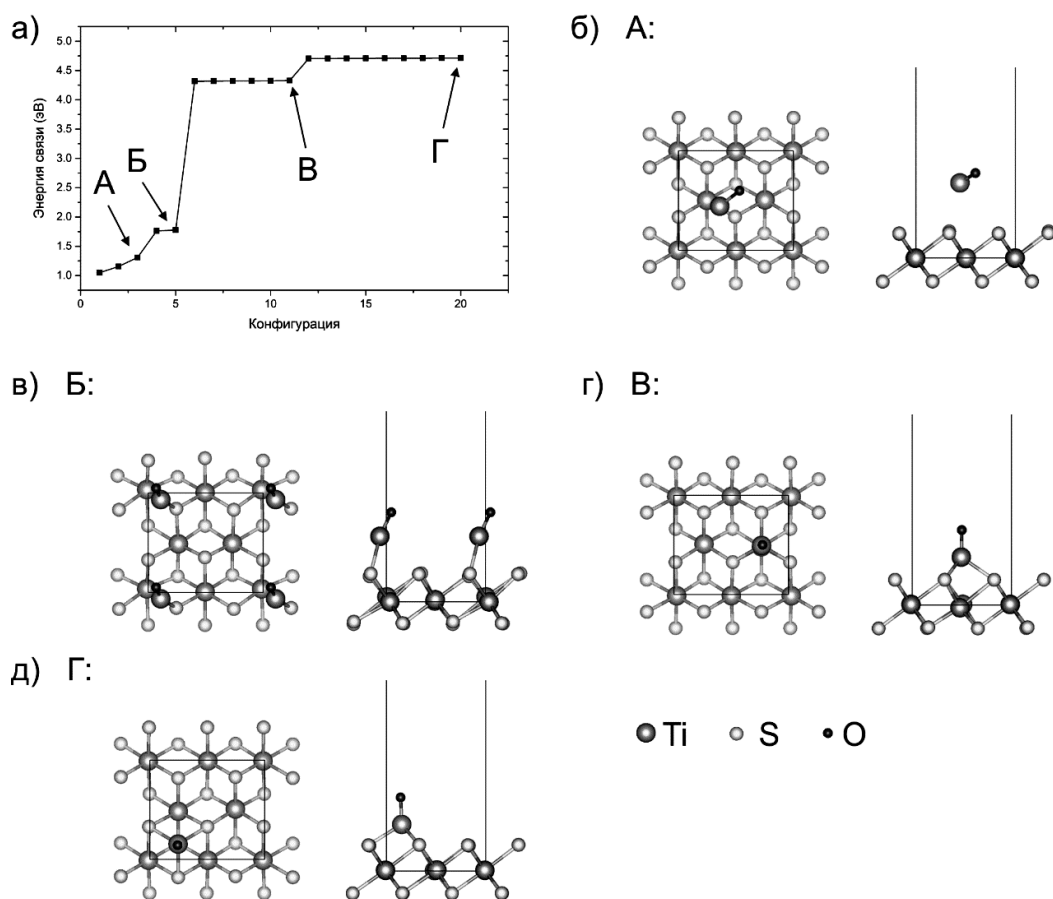 а)
Энергия связи (эВ)
5.0
4.5
4.0
3.5
3.0
2.5
2.0
1.5
1.0
0
5
10
15
20
Конфигурация
А
Б
В
Г
б) А:
в) Б:
г) В:
д) Г:
Ti S O